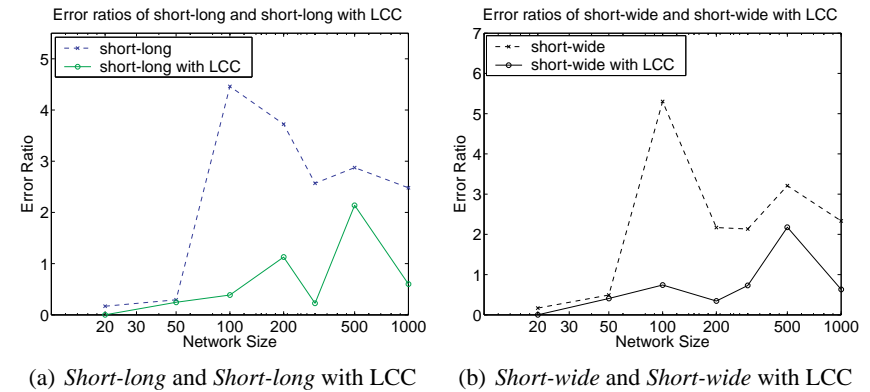 Error ratios of short-long and short-long with LCC
short-long
short-long with LCC
5
4
3
2
1
0
Error Ratio
20 30 50 100 200 500 1000
Network Size
(a) Short-long and Short-long with LCC
Error ratios of short-wide and short-wide with LCC
short-wide
short-wide with LCC
7
6
5
4
3
2
1
0
Error Ratio
20 30 50 100 200 300 500 1000
Network Size
(b) Short-wide and Short-wide with LCC